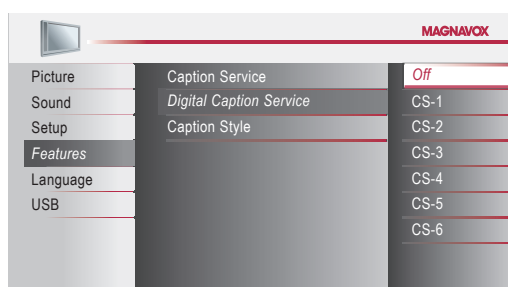 MAGNAVOX
Picture
Sound
Setup
Features
Language
USB
Caption Service
Digital Caption Service
Caption Style
Off
CS-1
CS-2
CS-3
CS-4
CS-5
CS-6